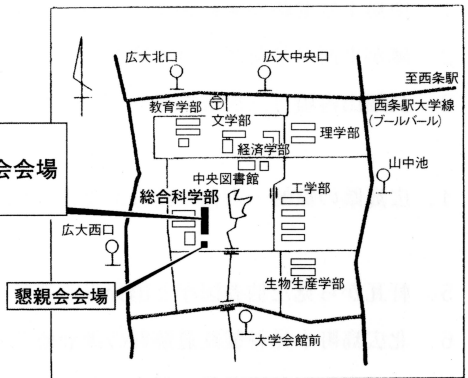 広大北口
広大中央口
至西条駅
西条駅大学線
(ブールバール)
教育学部
文学部
理学部
経済学部
山中池
会会場
中央図書館
総合科学部
工学部
広大西口
懇親会会場
生物生産学部
大学会館前